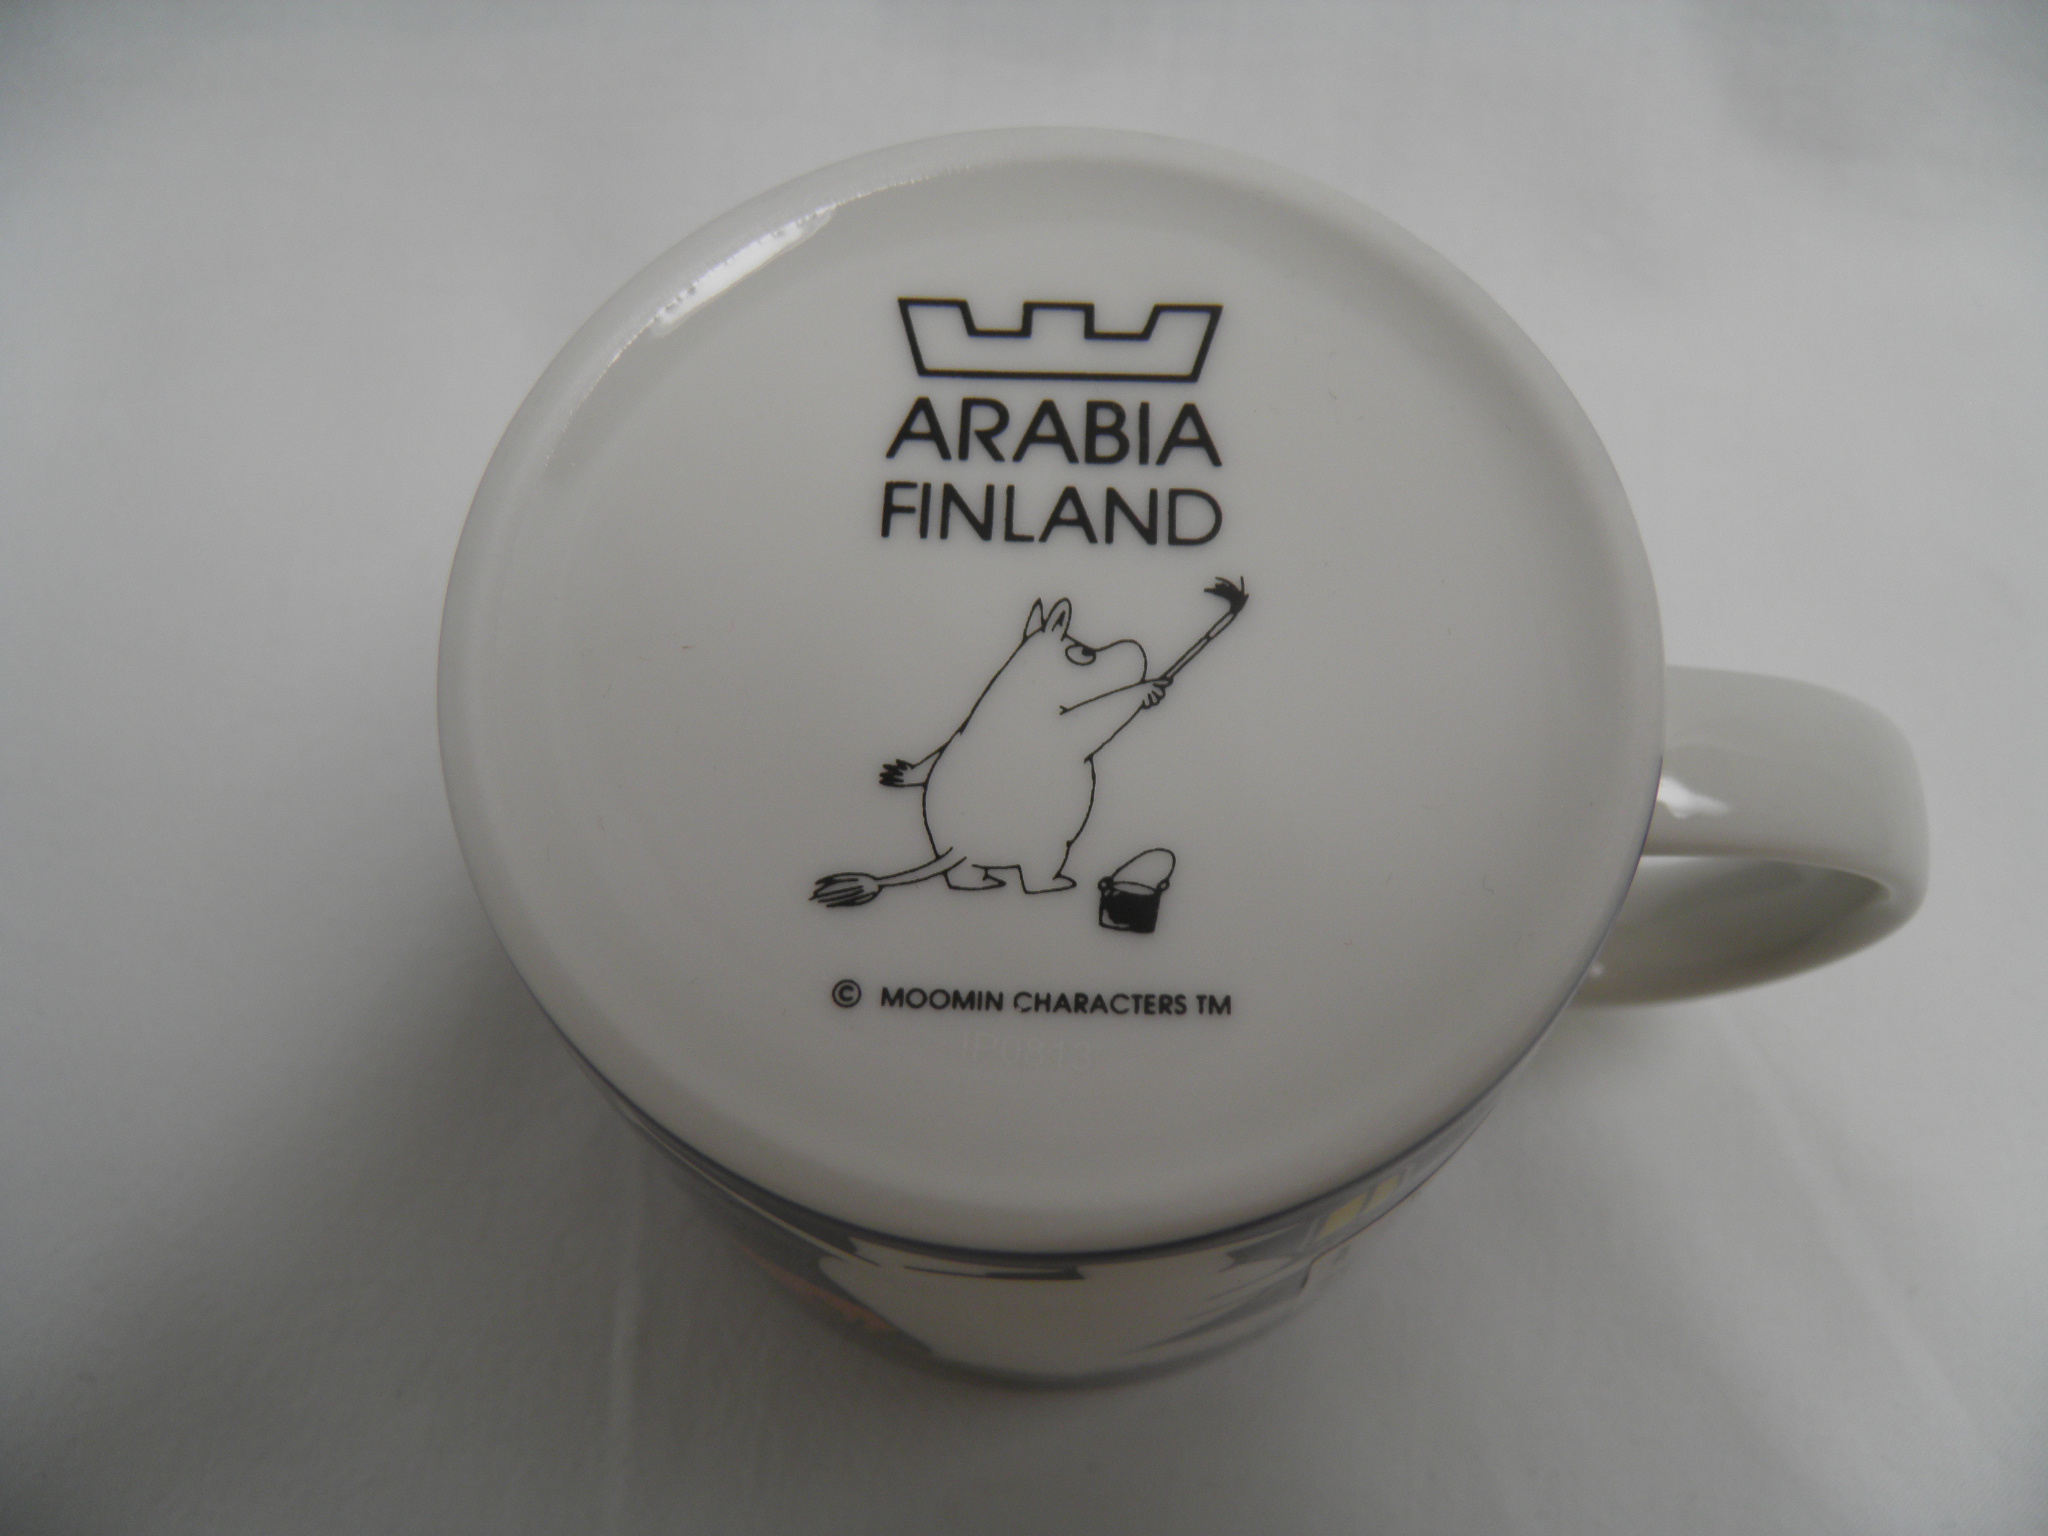 ARABIA
FINLAND
© MOOMIN CHARACTERS TM